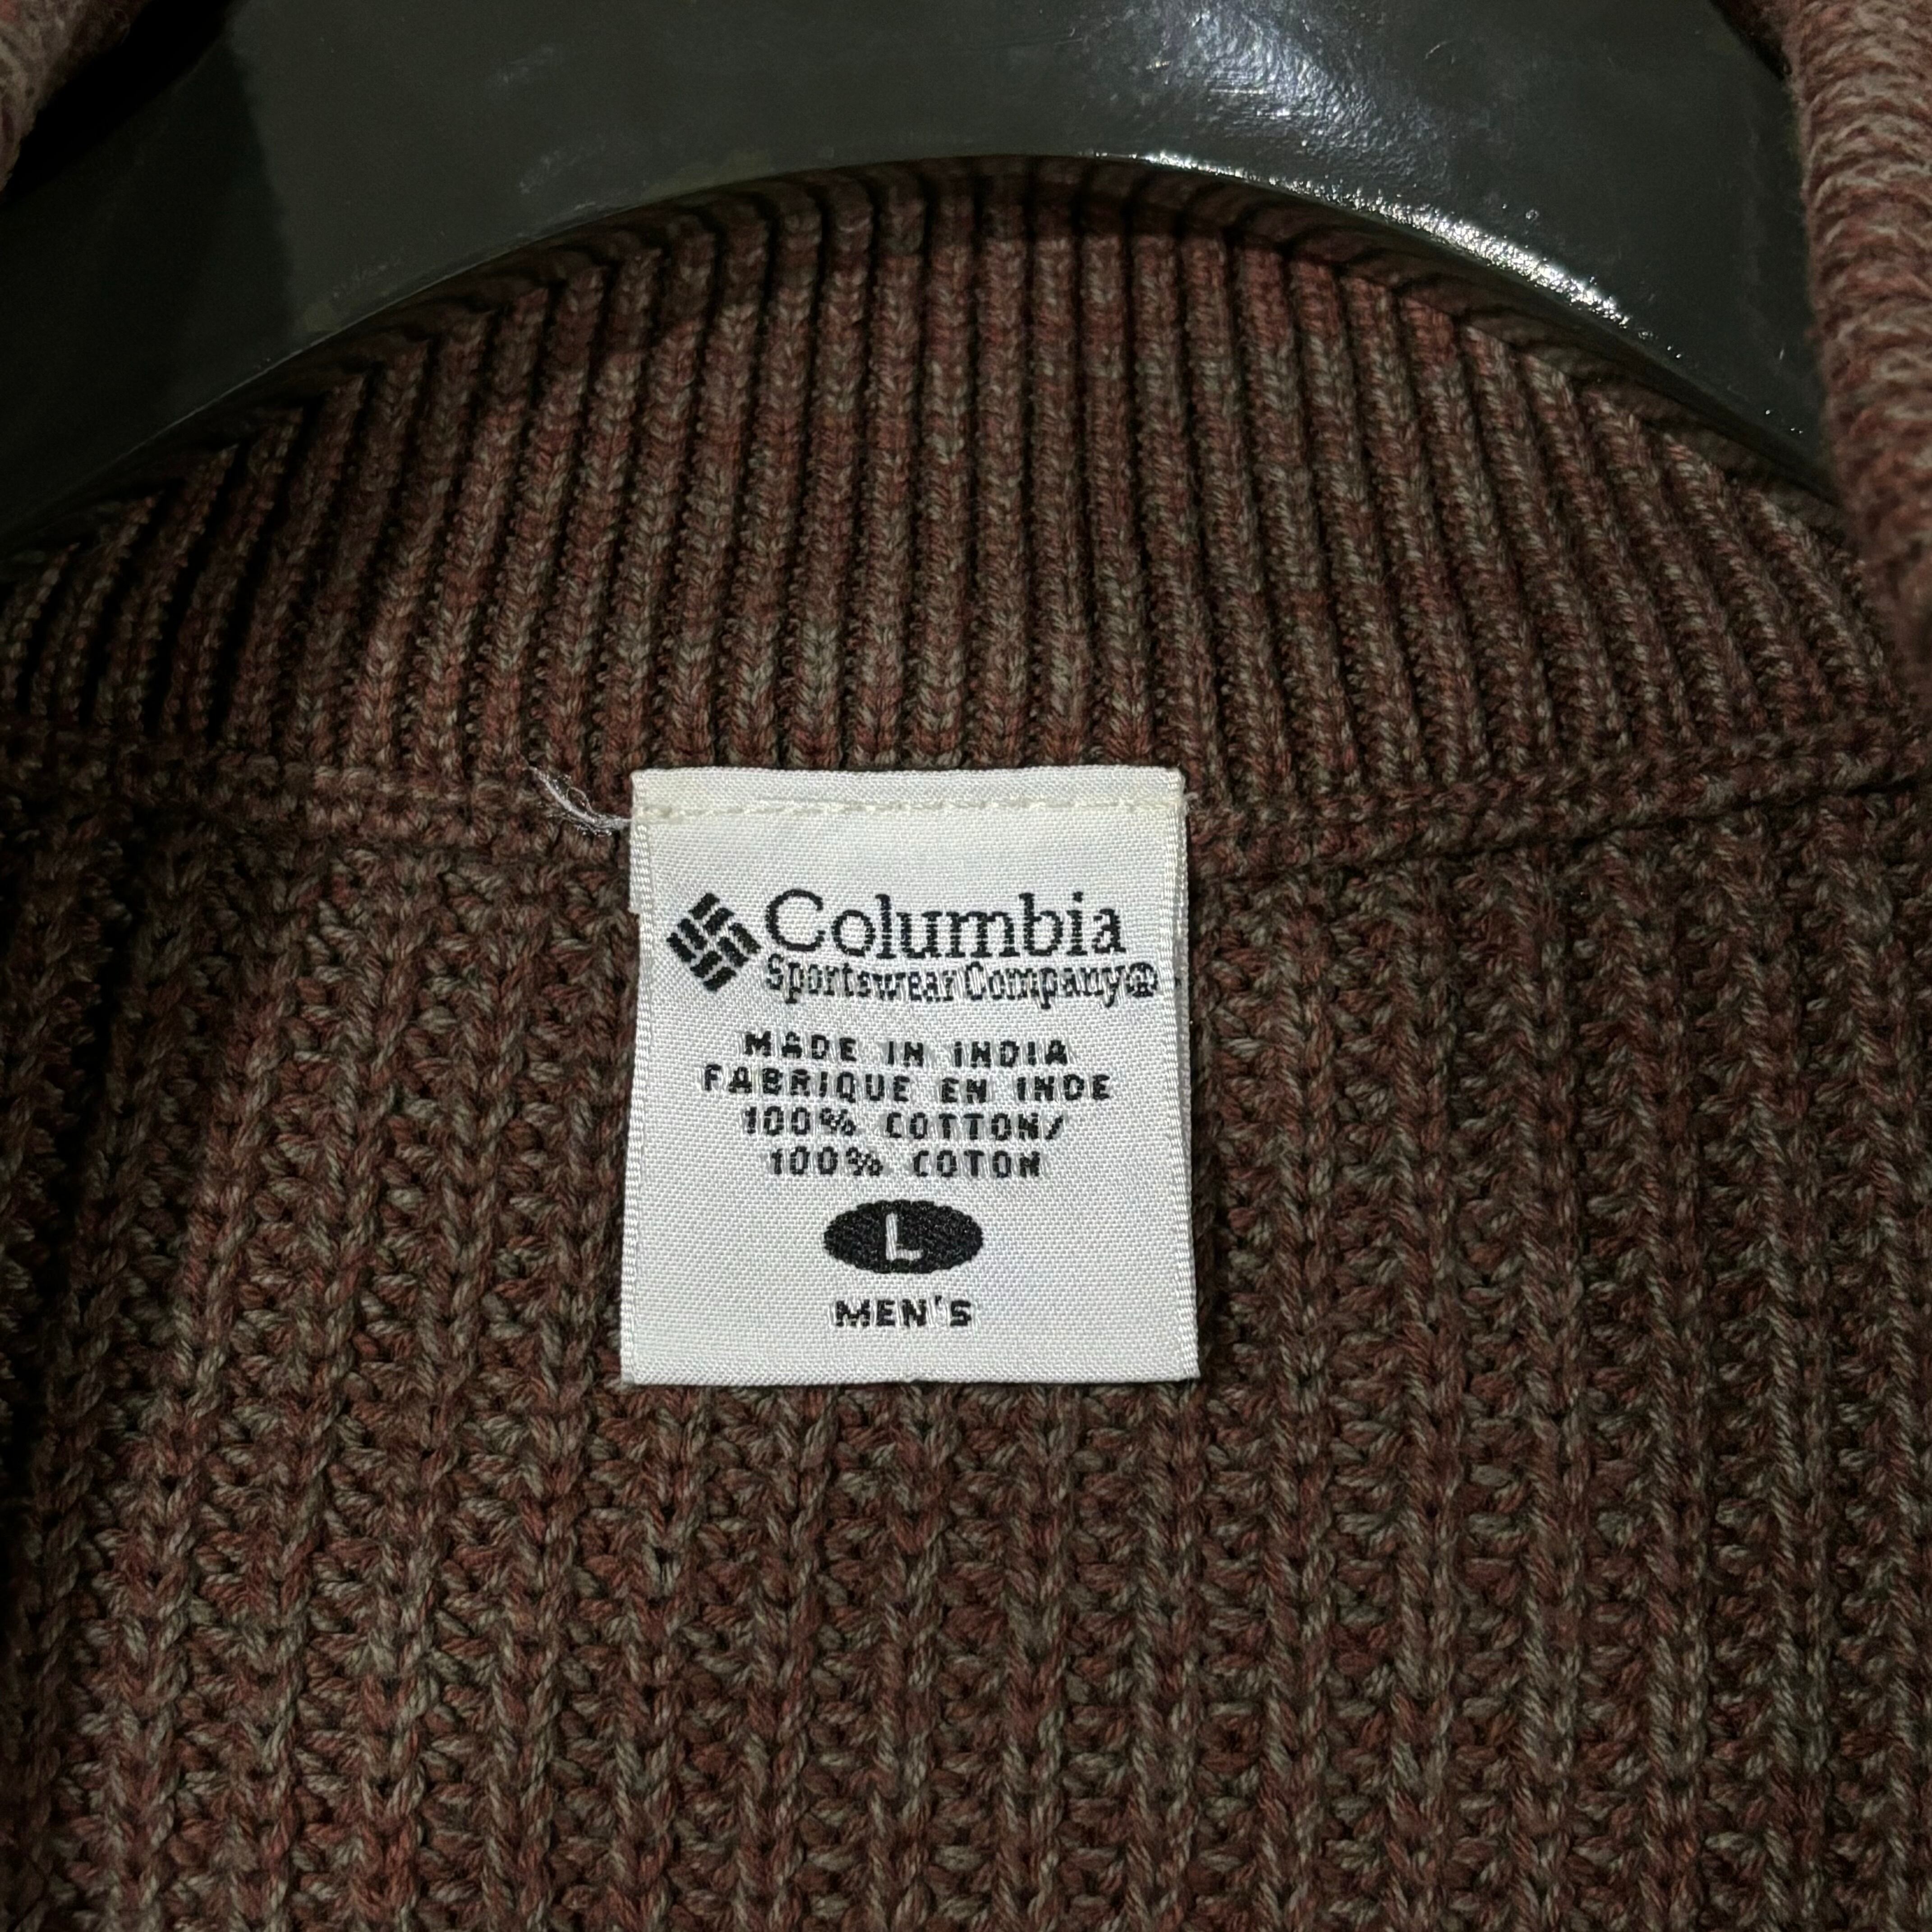 Columbia
Sportswear Company®
MADE IN INDIA
FABRIQUE EN INDE
100% COTTON/
100% COTON
L
MEN'S